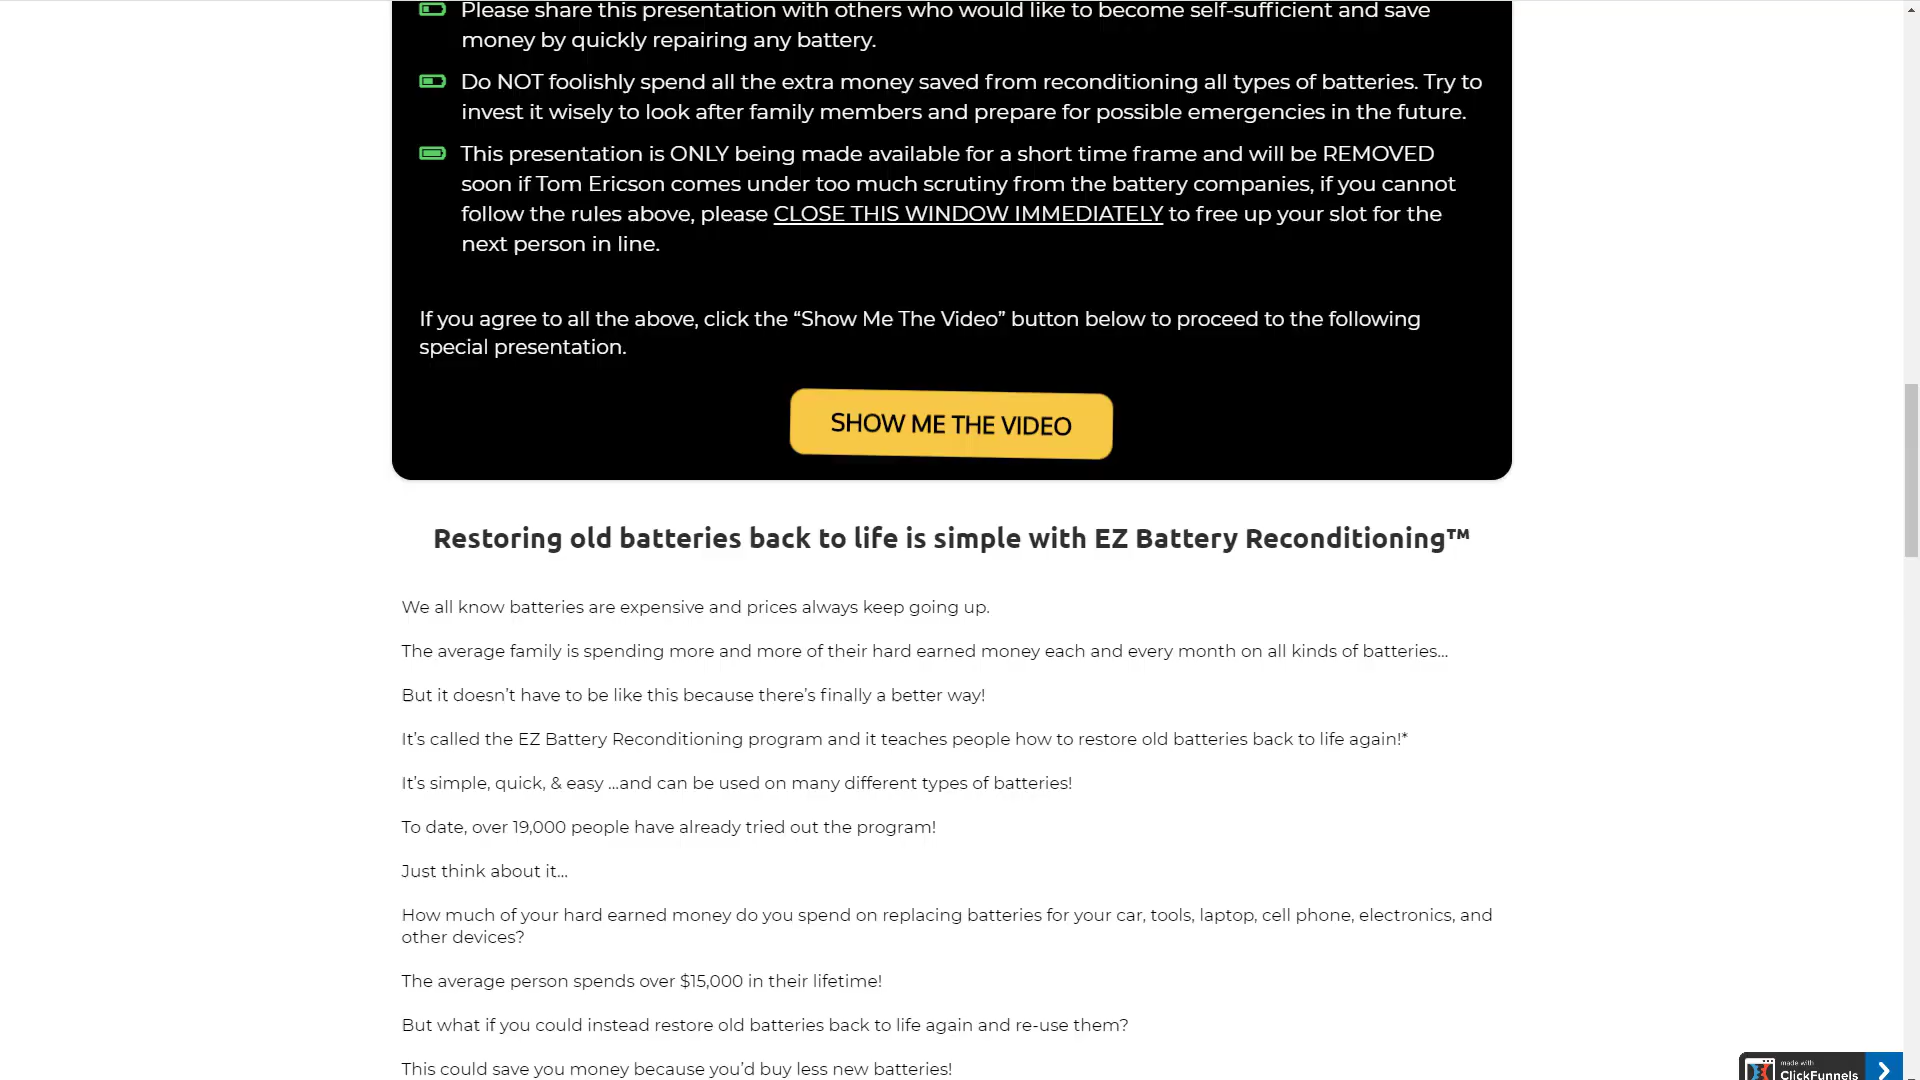 Please share this presentation with others who would like to become self-sufficient and save
money by quickly repairing any battery.
Do NOT foolishly spend all the extra money saved from reconditioning all types of batteries. Try to
invest it wisely to look after family members and prepare for possible emergencies in the future.
This presentation is ONLY being made available for a short time frame and will be REMOVED
soon if Tom Ericson comes under too much scrutiny from the battery companies, if you cannot
follow the rules above, please CLOSE THIS WINDOW IMMEDIATELY to free up your slot for the
next person in line.
If you agree to all the above, click the “Show Me The Video” button below to proceed to the following
special presentation.
SHOW ME THE VIDEO
Restoring old batteries back to life is simple with EZ Battery Reconditioning™
We all know batteries are expensive and prices always keep going up.
The average family is spending more and more of their hard earned money each and every month on all kinds of batteries…
But it doesn’t have to be like this because there’s finally a better way!
It’s called the EZ Battery Reconditioning program and it teaches people how to restore old batteries back to life again!*
It’s simple, quick, & easy …and can be used on many different types of batteries!
To date, over 19,000 people have already tried out the program!
Just think about it…
How much of your hard earned money do you spend on replacing batteries for your car, tools, laptop, cell phone, electronics, and
other devices?
The average person spends over $15,000 in their lifetime!
But what if you could instead restore old batteries back to life again and re-use them?
This could save you money because you’d buy less new batteries!
made with
ClickFunnels